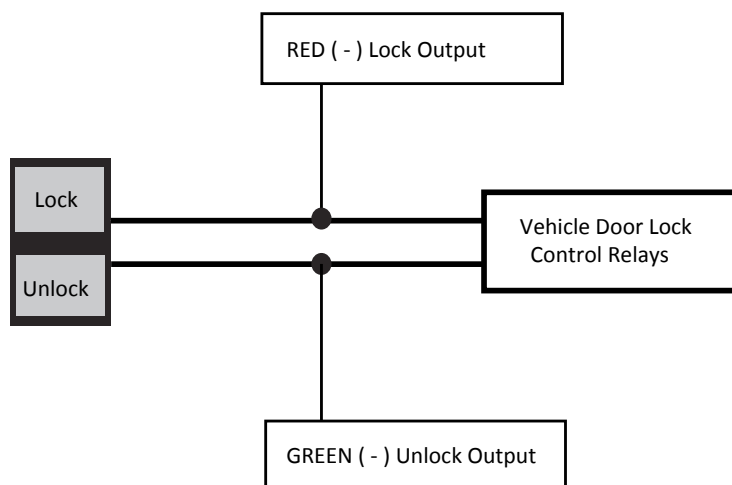 RED ( - ) Lock Output
Lock
Unlock
Vehicle Door Lock
Control Relays
GREEN ( - ) Unlock Output